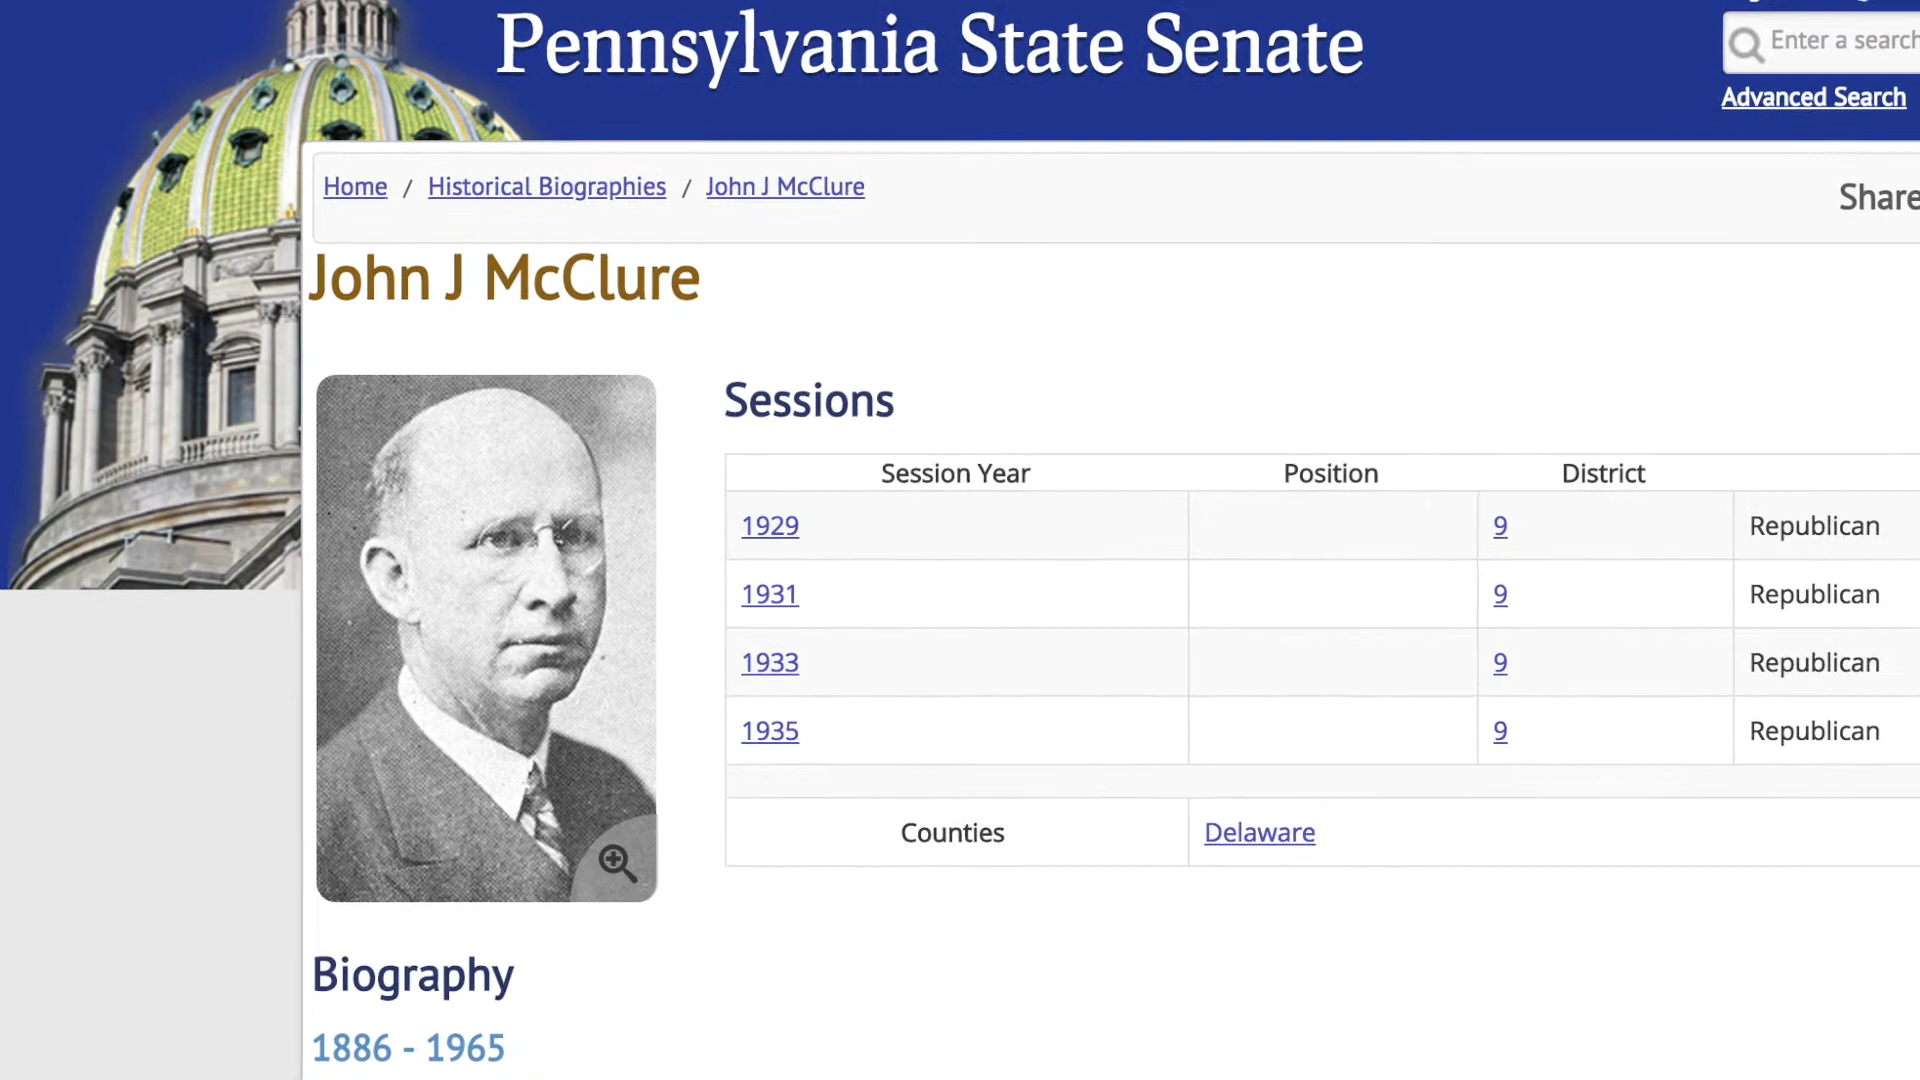 Pennsylvania State Senate
Enter a search
Advanced Search
Home / Historical Biographies / John J McClure
Share
John J McClure
Sessions
Session Year Position District
1929 9 Republican
1931 9 Republican
1933 9 Republican
1935 9 Republican
Counties Delaware
Biography
1886 - 1965